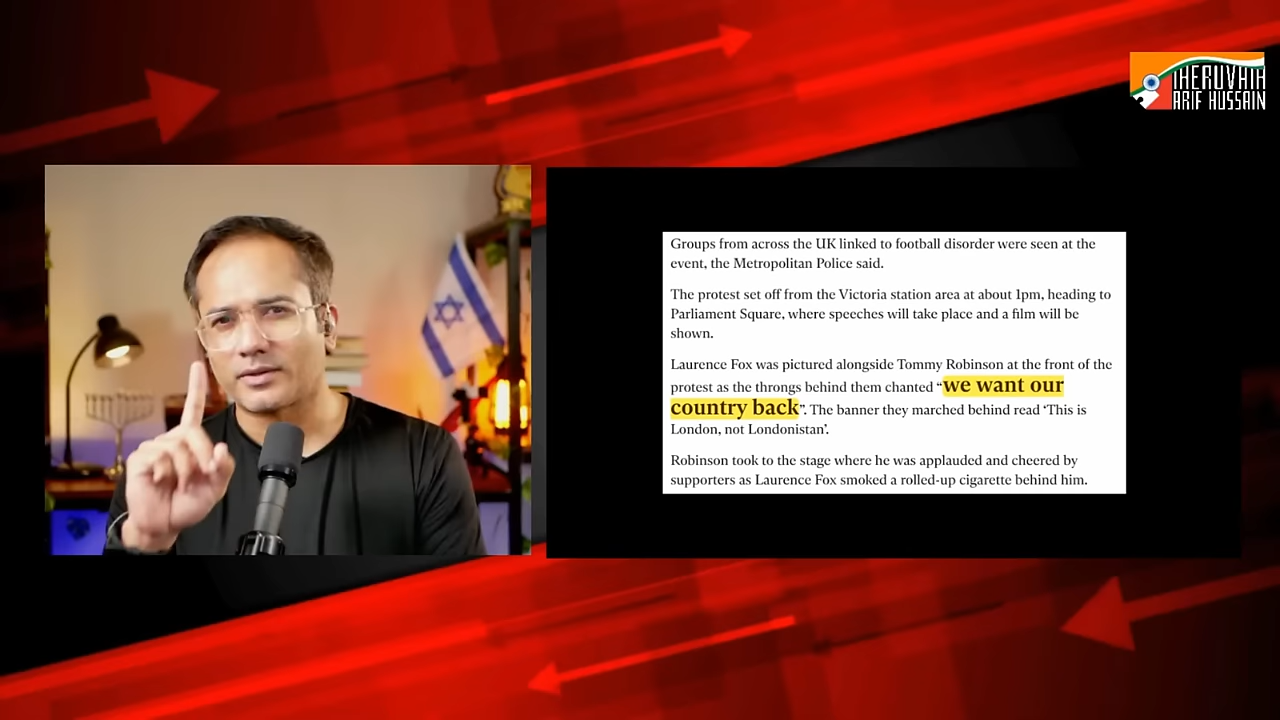 THERUVATH
ARIF HUSSAIN
Groups from across the UK linked to football disorder were seen at the
event, the Metropolitan Police said.
The protest set off from the Victoria station area at about 1pm, heading to
Parliament Square, where speeches will take place and a film will be
shown.
Laurence Fox was pictured alongside Tommy Robinson at the front of the
protest as the throngs behind them chanted “we want our
country back”. The banner they marched behind read ‘This is
London, not Londonistan’.
Robinson took to the stage where he was applauded and cheered by
supporters as Laurence Fox smoked a rolled-up cigarette behind him.